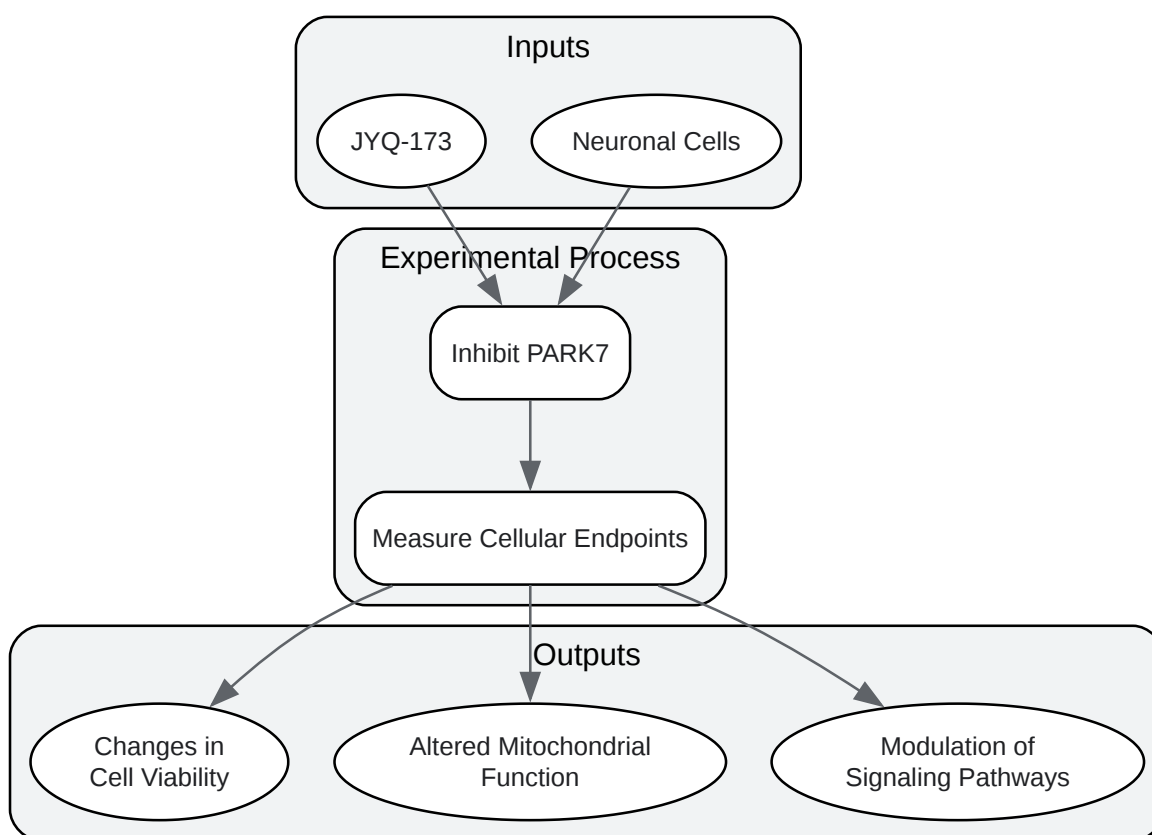 Inputs
JYQ-173
Neuronal Cells
Experimental Process
Inhibit PARK7
Measure Cellular Endpoints
Outputs
Changes in
Cell Viability
Altered Mitochondrial
Function
Modulation of
Signaling Pathways